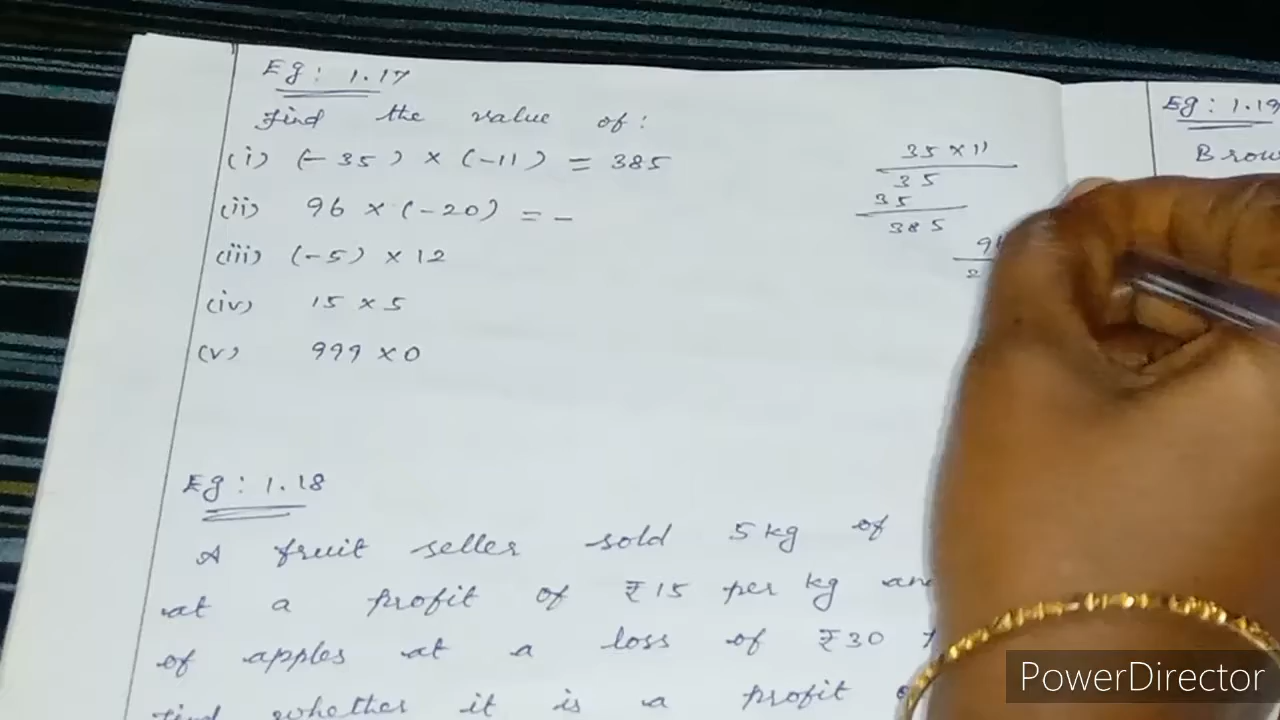 Eg: 1.17
Find the value of:
(i) (-35) × (-11) = 385
(ii) 96 × (-20) = -
(iii) (-5) × 12
(iv) 15 × 5
(v) 999 × 0
35 × 11
35
35
385
Eg: 1.18
A fruit seller sold 5 kg of
at a profit of ₹15 per kg
of apples at a loss of ₹30
Find whether it is a profit
Eg: 1.19
PowerDirector